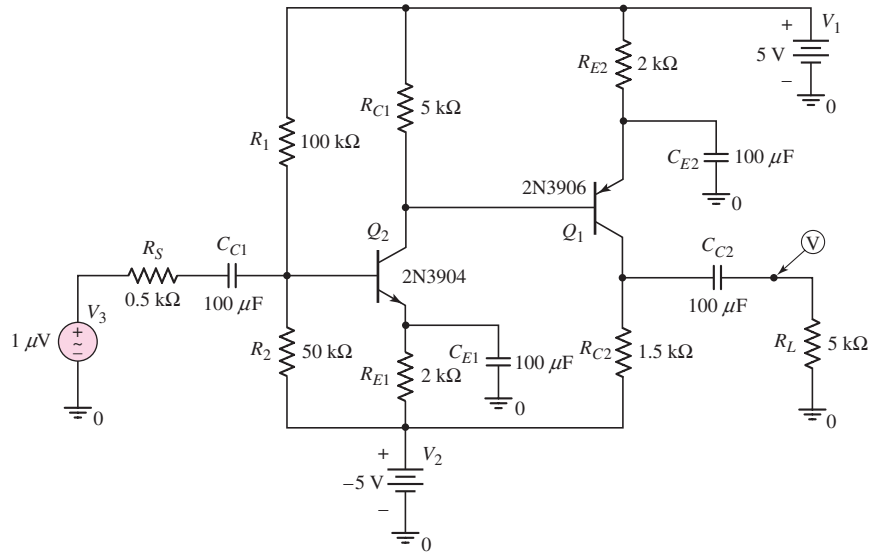 V1
+
5 V
−
0
RE2
2 kΩ
RC1
5 kΩ
R1
100 kΩ
CE2
100 μF
0
2N3906
Q1
Q2
2N3904
RS
0.5 kΩ
CC1
100 μF
CC2
100 μF
V
V3
1 μV
+
~
−
0
R2
50 kΩ
RE1
2 kΩ
CE1
100 μF
0
RC2
1.5 kΩ
RL
5 kΩ
0
+
V2
−5 V
−
0